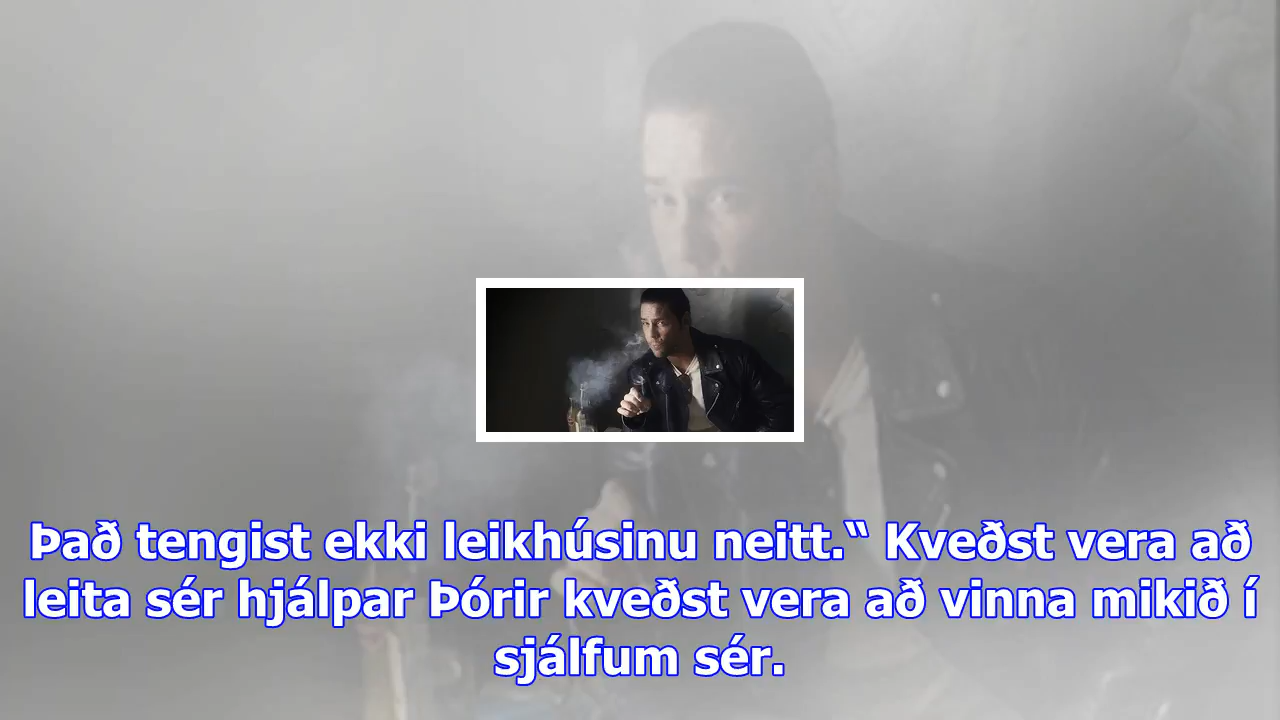 Það tengist ekki leikhúsinu neitt.“ Kveðst vera að
leita sér hjálpar Þórir kveðst vera að vinna mikið í
sjálfum sér.